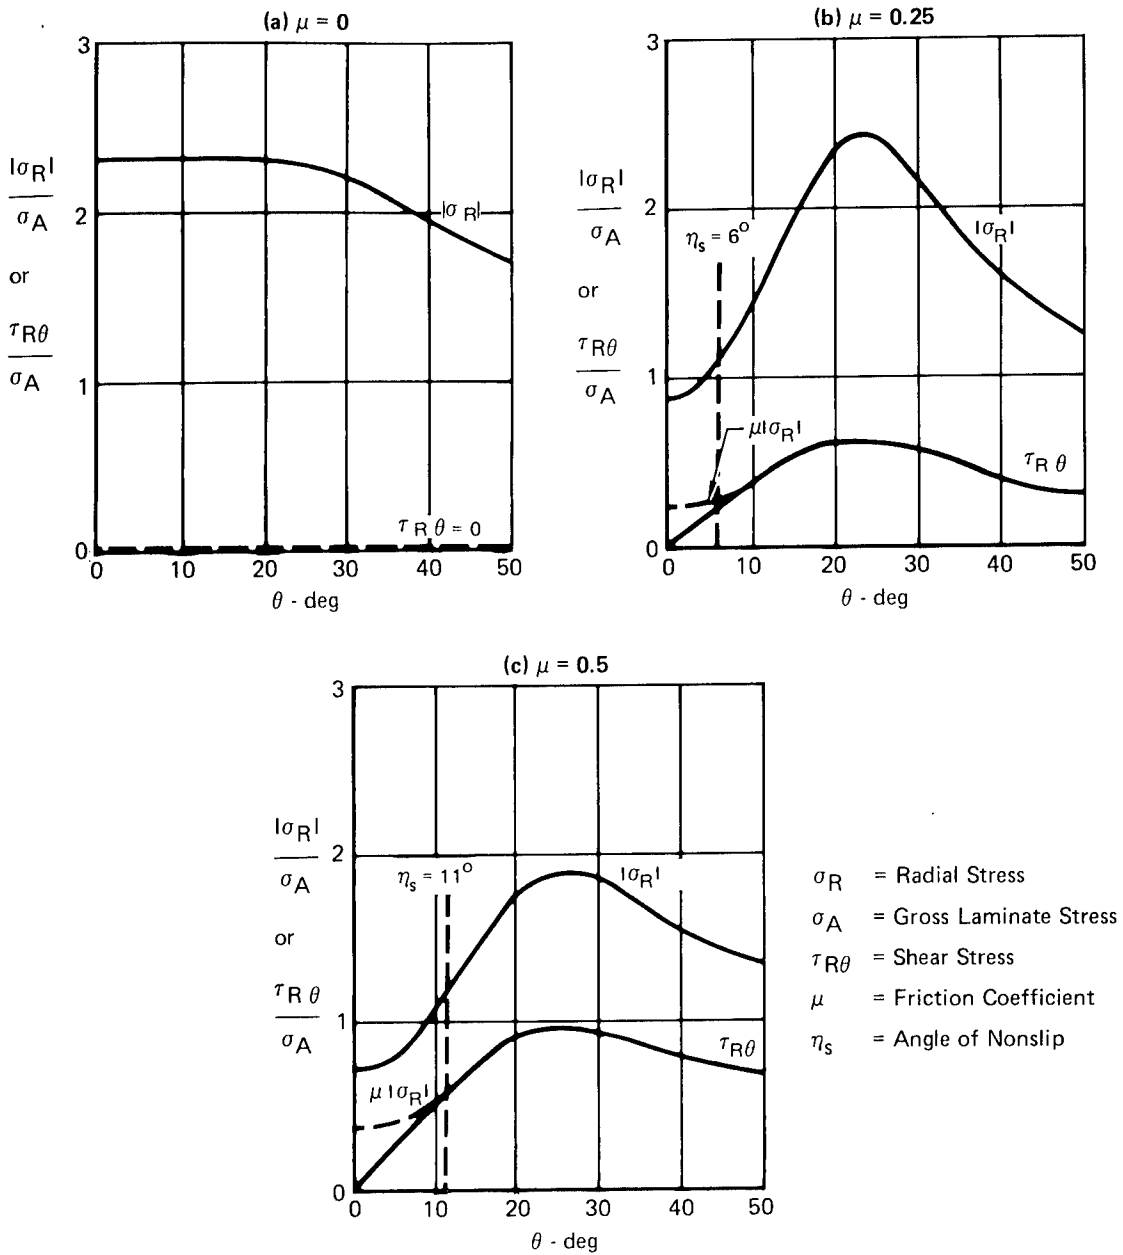 (a) μ = 0
3
2
1
0
|σR|
σA
or
τRθ
σA
|σR|
τRθ = 0
0 10 20 30 40 50
θ - deg
(b) μ = 0.25
3
2
1
0
|σR|
σA
or
τRθ
σA
ηs = 6°
|σR|
μ|σR|
τRθ
0 10 20 30 40 50
θ - deg
(c) μ = 0.5
3
2
1
0
|σR|
σA
or
τRθ
σA
ηs = 11°
|σR|
μ|σR|
τRθ
0 10 20 30 40 50
θ - deg
σR = Radial Stress
σA = Gross Laminate Stress
τRθ = Shear Stress
μ = Friction Coefficient
ηs = Angle of Nonslip